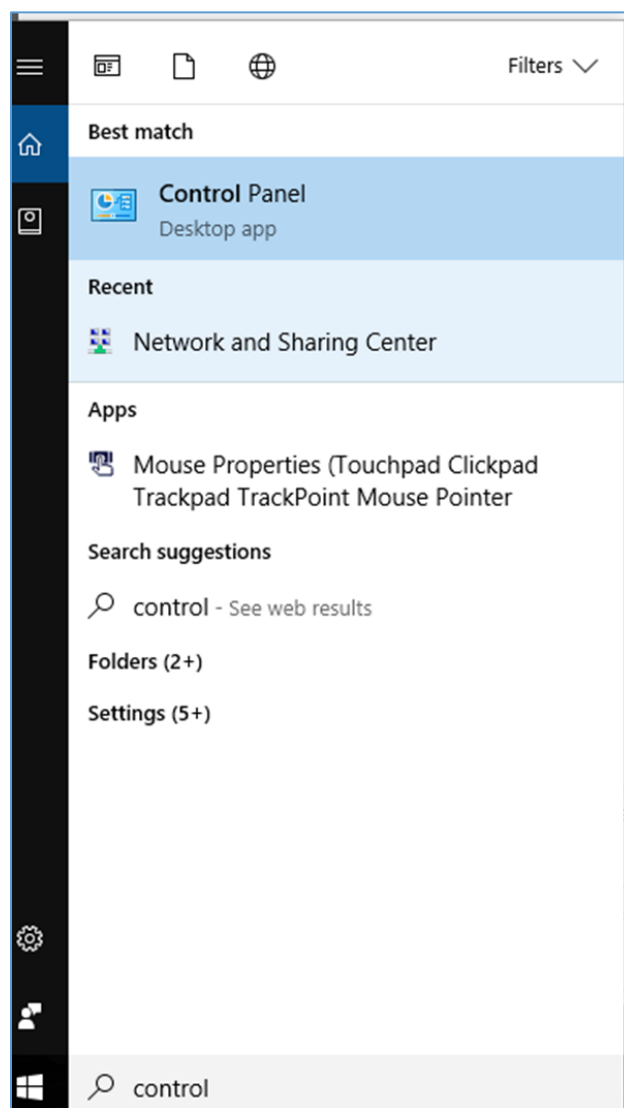 Filters
Best match
Control Panel
Desktop app
Recent
Network and Sharing Center
Apps
Mouse Properties (Touchpad Clickpad
Trackpad TrackPoint Mouse Pointer
Search suggestions
control - See web results
Folders (2+)
Settings (5+)
control